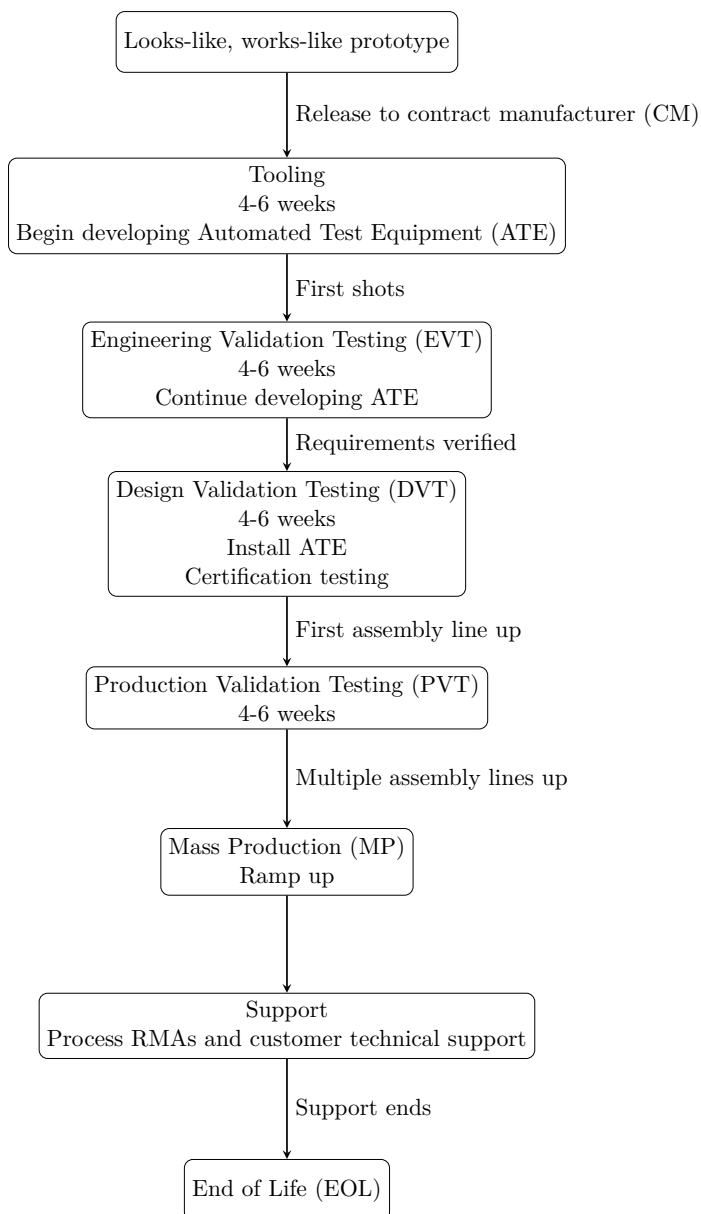 Looks-like, works-like prototype
Release to contract manufacturer (CM)
Tooling
4-6 weeks
Begin developing Automated Test Equipment (ATE)
First shots
Engineering Validation Testing (EVT)
4-6 weeks
Continue developing ATE
Requirements verified
Design Validation Testing (DVT)
4-6 weeks
Install ATE
Certification testing
First assembly line up
Production Validation Testing (PVT)
4-6 weeks
Multiple assembly lines up
Mass Production (MP)
Ramp up
Support
Process RMAs and customer technical support
Support ends
End of Life (EOL)